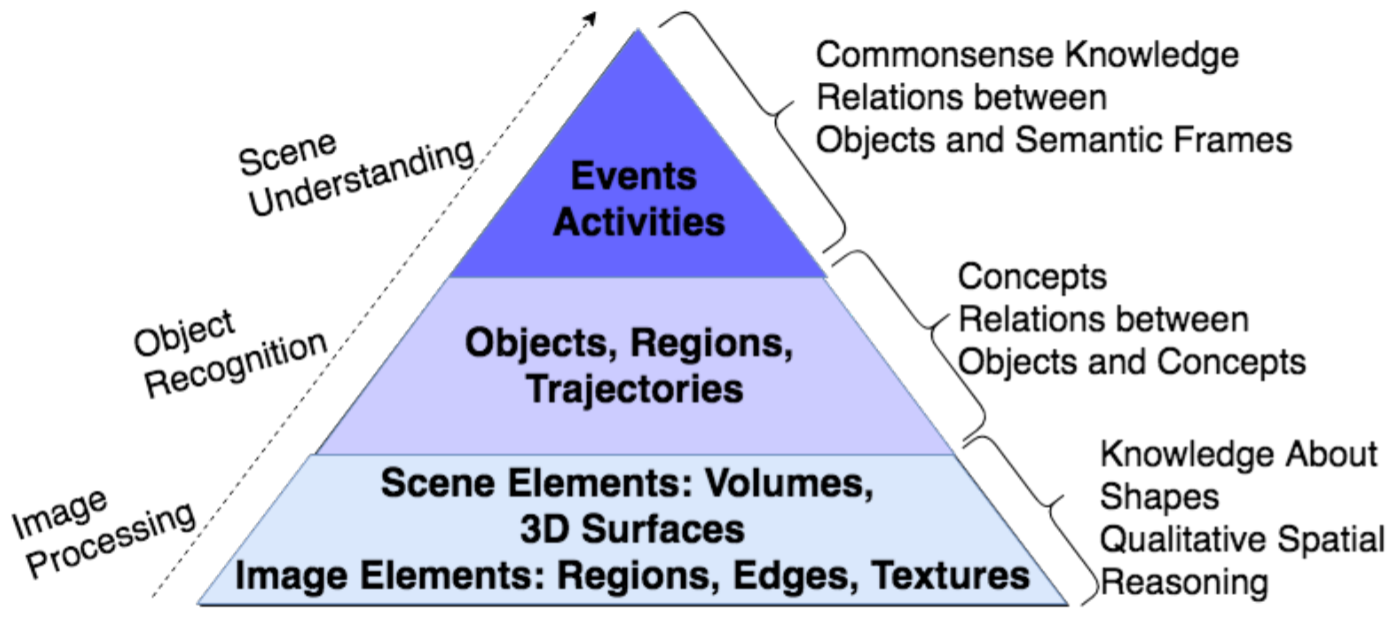 Scene
Understanding
Object
Recognition
Image
Processing
Events
Activities
Objects, Regions,
Trajectories
Scene Elements: Volumes,
3D Surfaces
Image Elements: Regions, Edges, Textures
Commonsense Knowledge
Relations between
Objects and Semantic Frames
Concepts
Relations between
Objects and Concepts
Knowledge About
Shapes
Qualitative Spatial
Reasoning